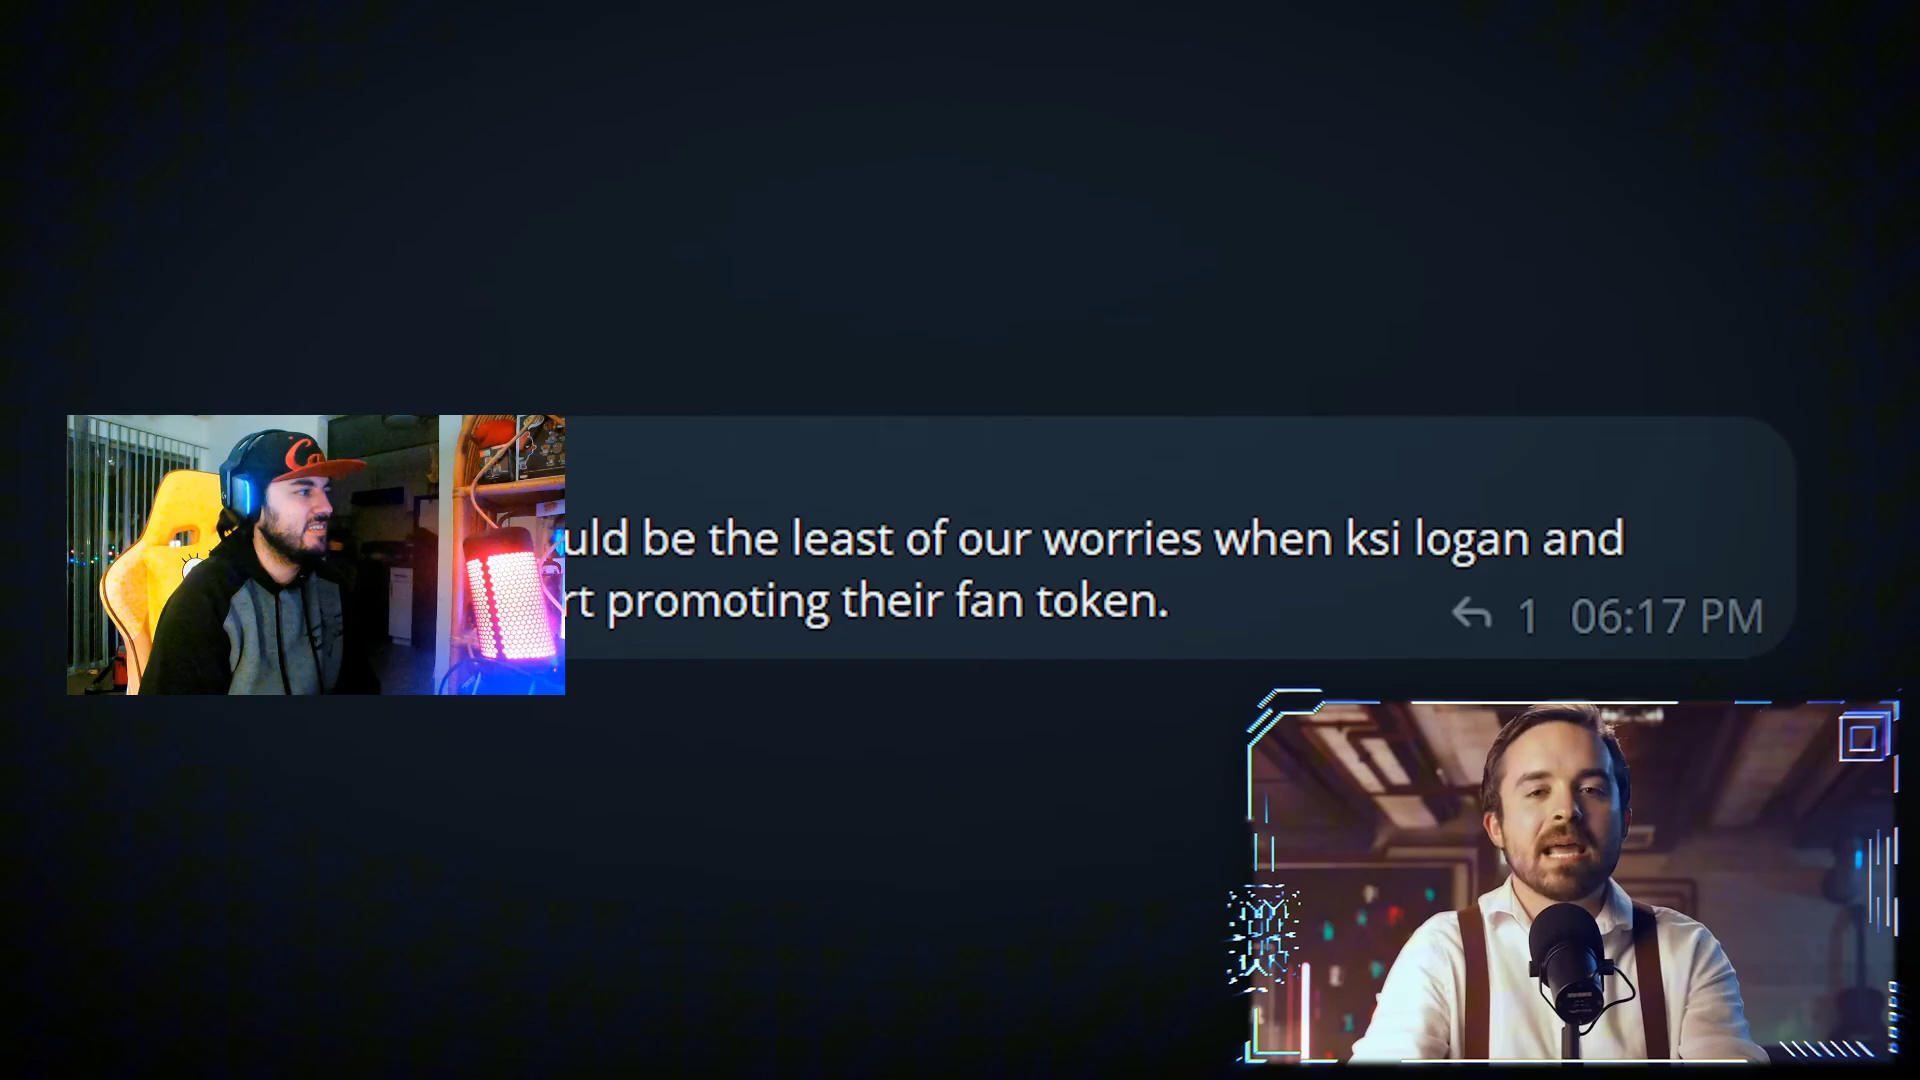 uld be the least of our worries when ksi logan and
rt promoting their fan token.
1 06:17 PM